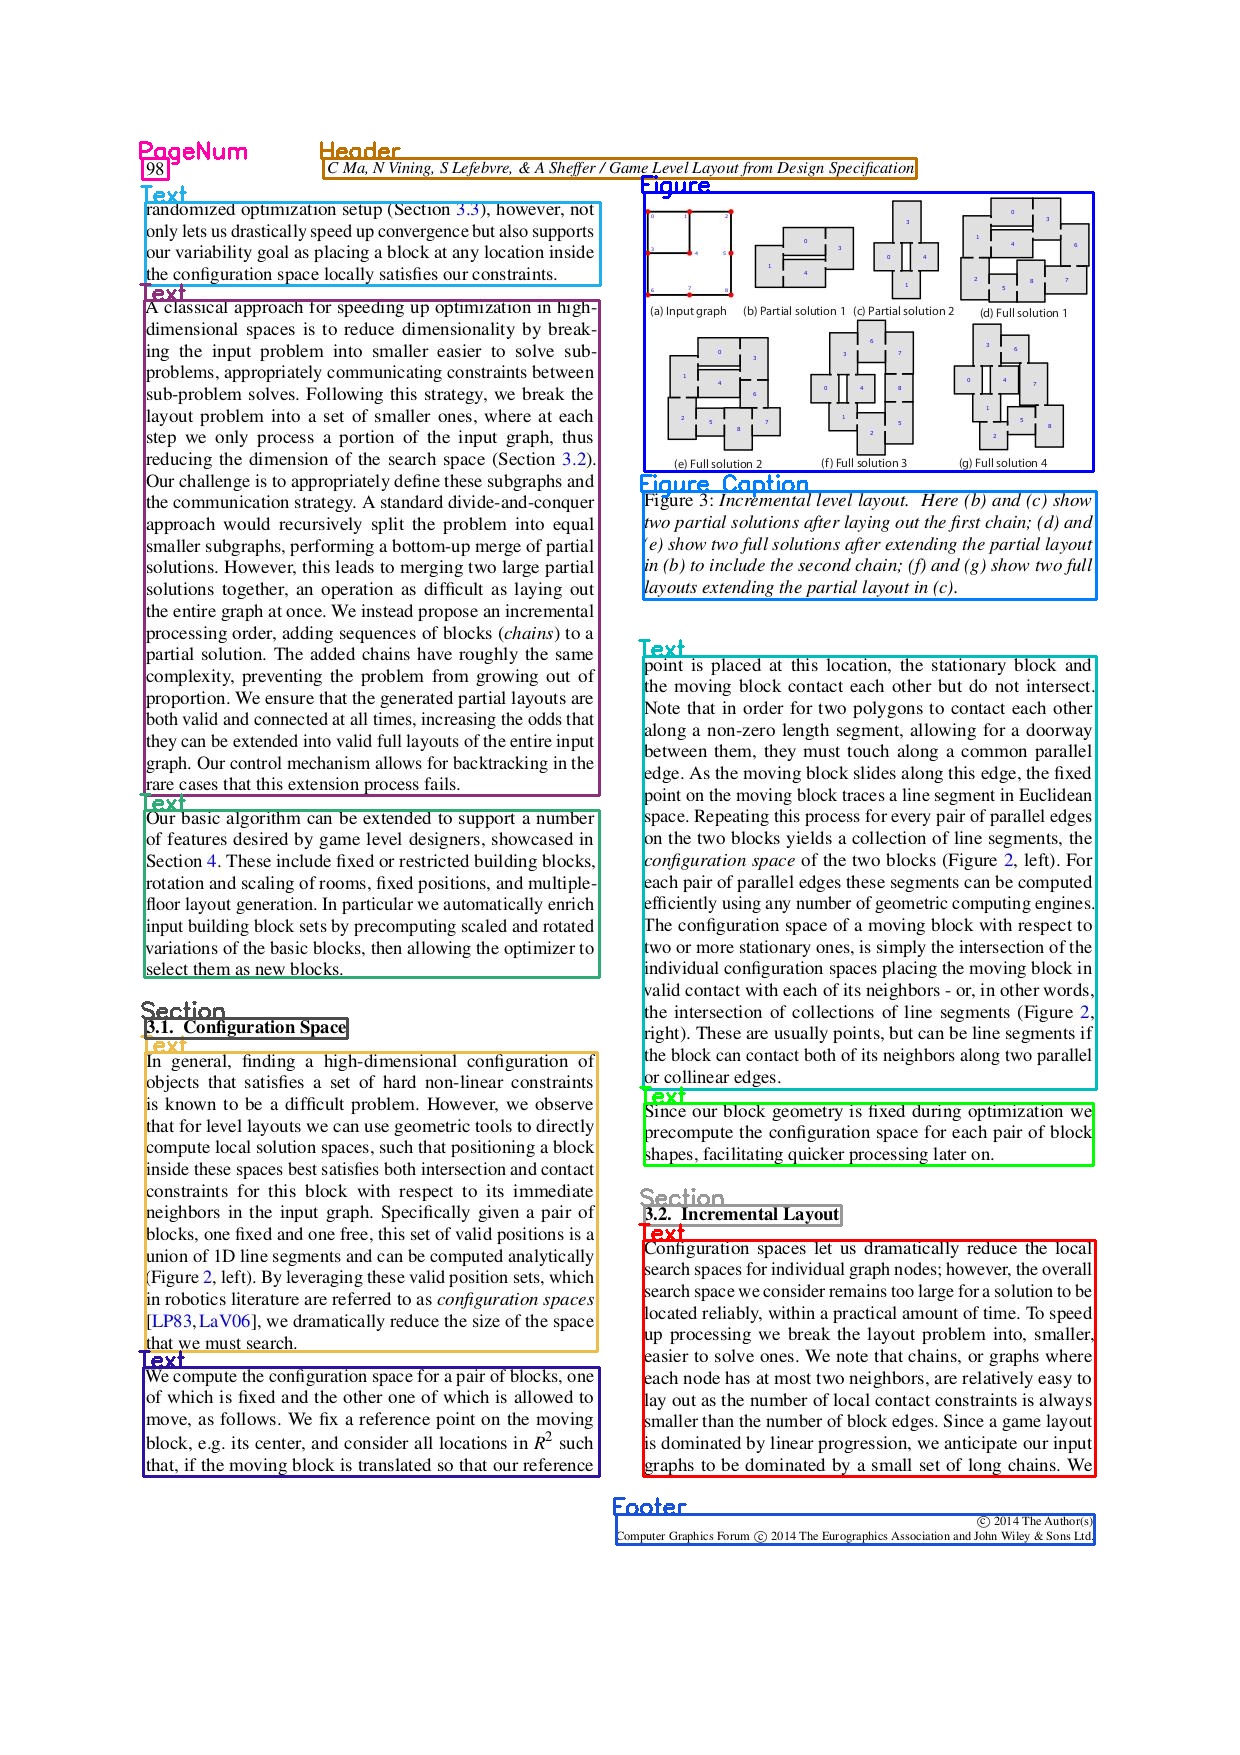 PageNum
Header
98
C Ma, N Vining, S Lefebvre, & A Sheffer / Game Level Layout from Design Specification
Text
randomized optimization setup (Section 3.3), however, not
only lets us drastically speed up convergence but also supports
our variability goal as placing a block at any location inside
the configuration space locally satisfies our constraints.
Text
A classical approach for speeding up optimization in high-
dimensional spaces is to reduce dimensionality by break-
ing the input problem into smaller easier to solve sub-
problems, appropriately communicating constraints between
sub-problem solves. Following this strategy, we break the
layout problem into a set of smaller ones, where at each
step we only process a portion of the input graph, thus
reducing the dimension of the search space (Section 3.2).
Our challenge is to appropriately define these subgraphs and
the communication strategy. A standard divide-and-conquer
approach would recursively split the problem into equal
smaller subgraphs, performing a bottom-up merge of partial
solutions. However, this leads to merging two large partial
solutions together, an operation as difficult as laying out
the entire graph at once. We instead propose an incremental
processing order, adding sequences of blocks (chains) to a
partial solution. The added chains have roughly the same
complexity, preventing the problem from growing out of
proportion. We ensure that the generated partial layouts are
both valid and connected at all times, increasing the odds that
they can be extended into valid full layouts of the entire input
graph. Our control mechanism allows for backtracking in the
rare cases that this extension process fails.
Text
Our basic algorithm can be extended to support a number
of features desired by game level designers, showcased in
Section 4. These include fixed or restricted building blocks,
rotation and scaling of rooms, fixed positions, and multiple-
floor layout generation. In particular we automatically enrich
input building block sets by precomputing scaled and rotated
variations of the basic blocks, then allowing the optimizer to
select them as new blocks.
Section
3.1. Configuration Space
Text
In general, finding a high-dimensional configuration of
objects that satisfies a set of hard non-linear constraints
is known to be a difficult problem. However, we observe
that for level layouts we can use geometric tools to directly
compute local solution spaces, such that positioning a block
inside these spaces best satisfies both intersection and contact
constraints for this block with respect to its immediate
neighbors in the input graph. Specifically given a pair of
blocks, one fixed and one free, this set of valid positions is a
union of 1D line segments and can be computed analytically
(Figure 2, left). By leveraging these valid position sets, which
in robotics literature are referred to as configuration spaces
[LP83, LaV06], we dramatically reduce the size of the space
that we must search.
Text
We compute the configuration space for a pair of blocks, one
of which is fixed and the other one of which is allowed to
move, as follows. We fix a reference point on the moving
block, e.g. its center, and consider all locations in R² such
that, if the moving block is translated so that our reference
Figure
0 1 2
3 4 5
6 7 8
0 3
1 4
3
0 4
1
0 3
1 4 6
2 5 8 7
(a) Input graph (b) Partial solution 1 (c) Partial solution 2 (d) Full solution 1
0 3
1 4 6
2 5 8 7
3 6 7
0 4 8
1 2 5
3 6
0 4 7
1 5 8
2
(e) Full solution 2 (f) Full solution 3 (g) Full solution 4
Figure Caption
Figure 3: Incremental level layout. Here (b) and (c) show
two partial solutions after laying out the first chain; (d) and
(e) show two full solutions after extending the partial layout
in (b) to include the second chain; (f) and (g) show two full
layouts extending the partial layout in (c).
Text
point is placed at this location, the stationary block and
the moving block contact each other but do not intersect.
Note that in order for two polygons to contact each other
along a non-zero length segment, allowing for a doorway
between them, they must touch along a common parallel
edge. As the moving block slides along this edge, the fixed
point on the moving block traces a line segment in Euclidean
space. Repeating this process for every pair of parallel edges
on the two blocks yields a collection of line segments, the
configuration space of the two blocks (Figure 2, left). For
each pair of parallel edges these segments can be computed
efficiently using any number of geometric computing engines.
The configuration space of a moving block with respect to
two or more stationary ones, is simply the intersection of the
individual configuration spaces placing the moving block in
valid contact with each of its neighbors - or, in other words,
the intersection of collections of line segments (Figure 2,
right). These are usually points, but can be line segments if
the block can contact both of its neighbors along two parallel
or collinear edges.
Text
Since our block geometry is fixed during optimization we
precompute the configuration space for each pair of block
shapes, facilitating quicker processing later on.
Section
3.2. Incremental Layout
Text
Configuration spaces let us dramatically reduce the local
search spaces for individual graph nodes; however, the overall
search space we consider remains too large for a solution to be
located reliably, within a practical amount of time. To speed
up processing we break the layout problem into, smaller,
easier to solve ones. We note that chains, or graphs where
each node has at most two neighbors, are relatively easy to
lay out as the number of local contact constraints is always
smaller than the number of block edges. Since a game layout
is dominated by linear progression, we anticipate our input
graphs to be dominated by a small set of long chains. We
Footer
© 2014 The Author(s)
Computer Graphics Forum © 2014 The Eurographics Association and John Wiley & Sons Ltd.